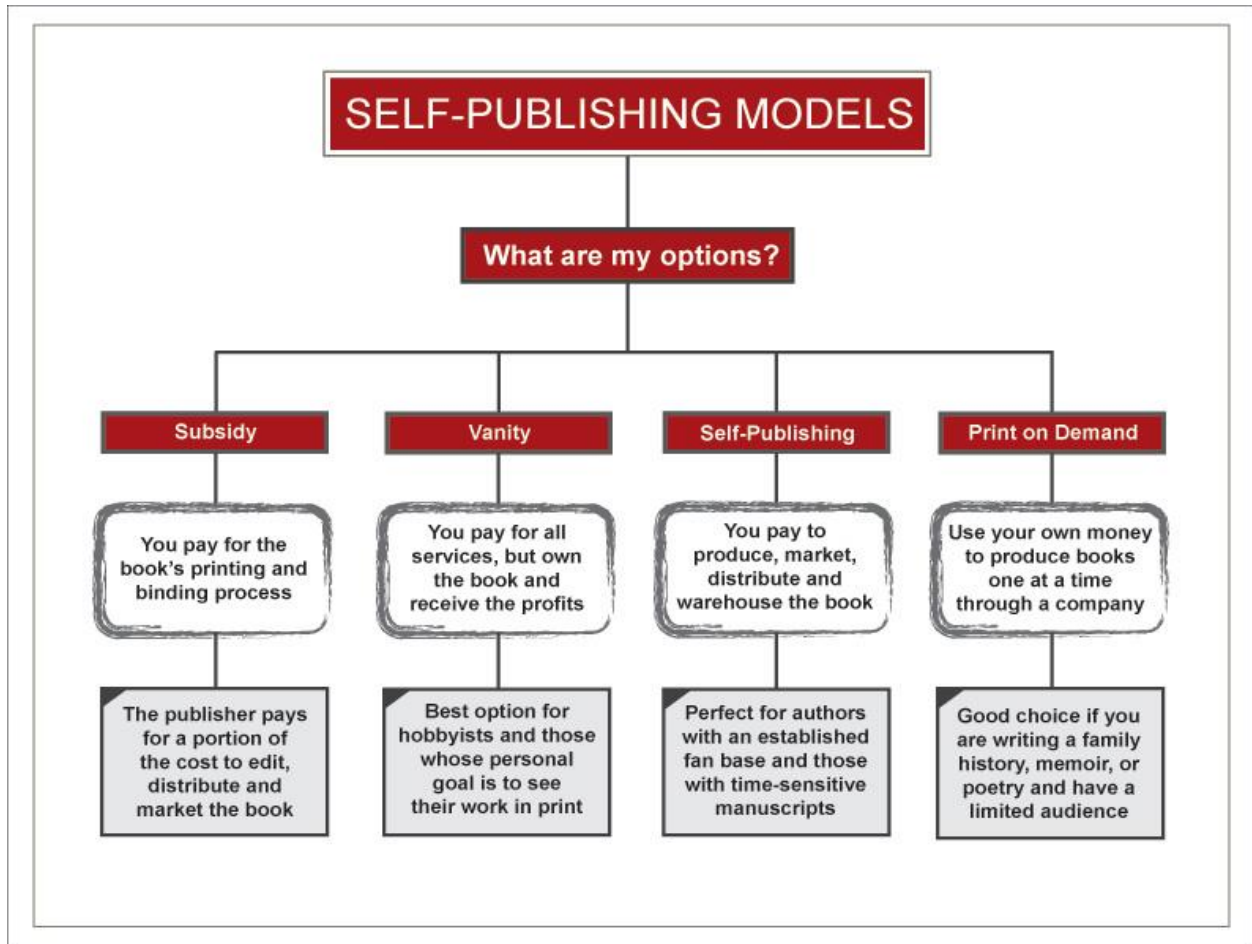 SELF-PUBLISHING MODELS
What are my options?
Subsidy
You pay for the
book's printing and
binding process
The publisher pays
for a portion of
the cost to edit,
distribute and
market the book
Vanity
You pay for all
services, but own
the book and
receive the profits
Best option for
hobbyists and those
whose personal
goal is to see
their work in print
Self-Publishing
You pay to
produce, market,
distribute and
warehouse the book
Perfect for authors
with an established
fan base and those
with time-sensitive
manuscripts
Print on Demand
Use your own money
to produce books
one at a time
through a company
Good choice if you
are writing a family
history, memoir, or
poetry and have a
limited audience